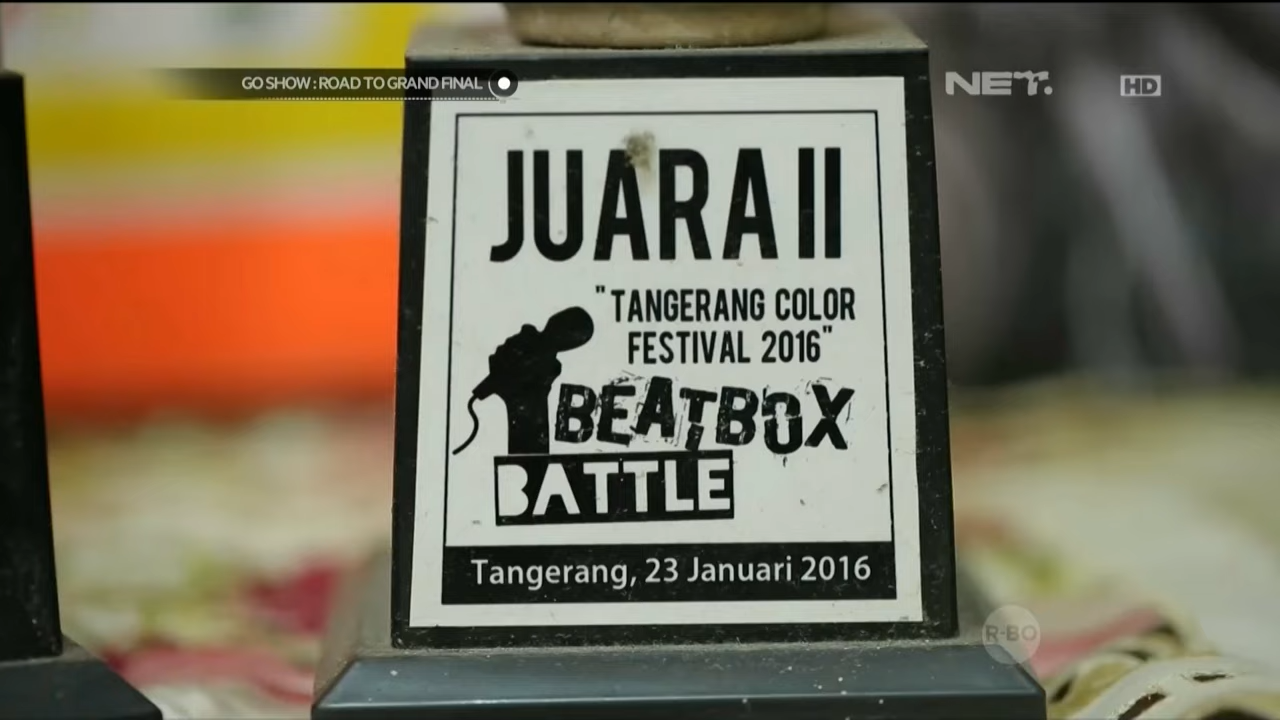 GO SHOW : ROAD TO GRAND FINAL
NET.
HD
JUARA II
"TANGERANG COLOR
FESTIVAL 2016"
BEATBOX
BATTLE
Tangerang, 23 Januari 2016
R-BO